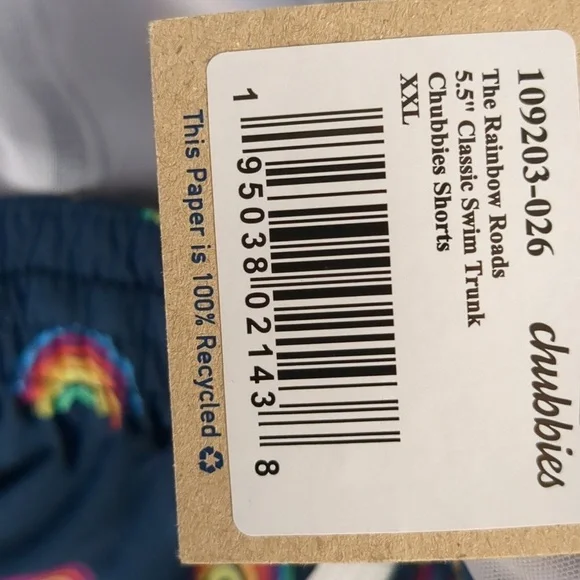 109203-026
chubbies
The Rainbow Roads
5.5" Classic Swim Trunk
Chubbies Shorts
XXL
1 95038 02143 8
This Paper is 100% Recycled